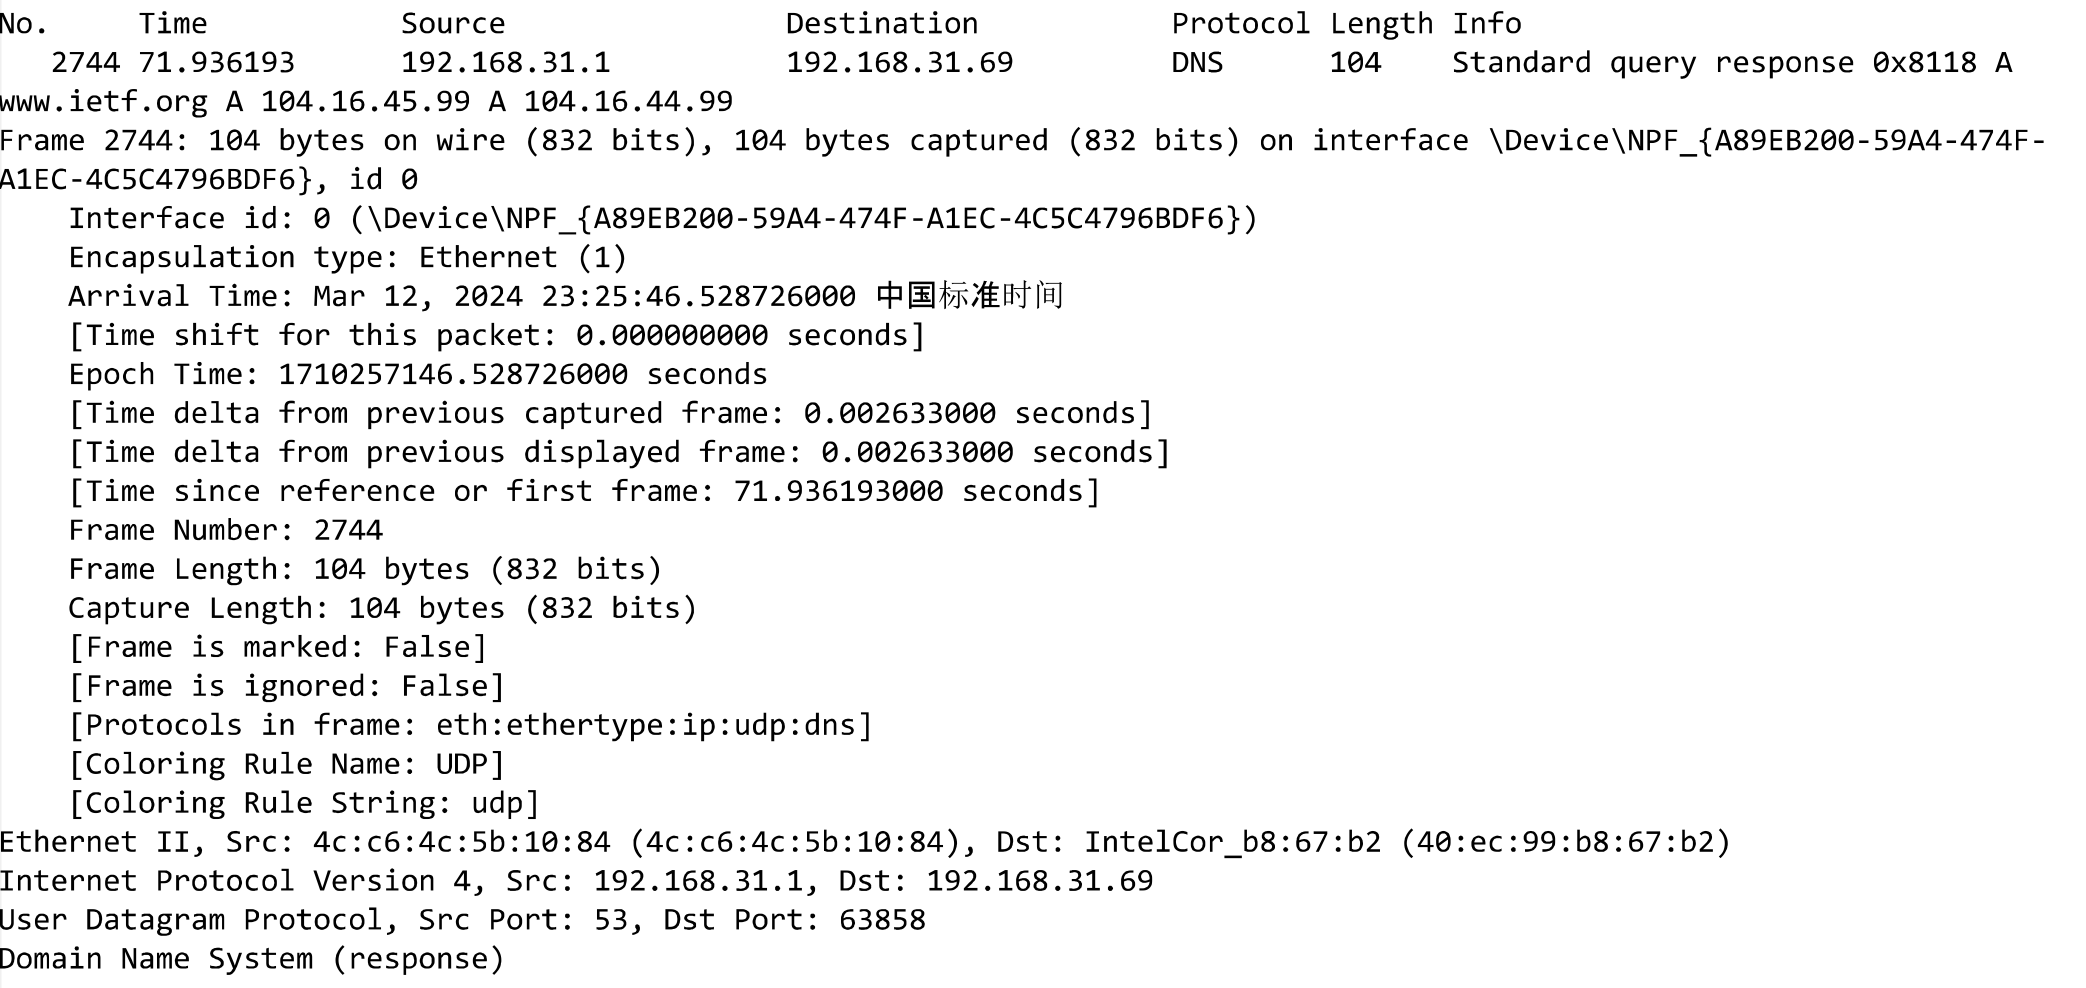 No. Time Source Destination Protocol Length Info
2744 71.936193 192.168.31.1 192.168.31.69 DNS 104 Standard query response 0x8118 A
www.ietf.org A 104.16.45.99 A 104.16.44.99
Frame 2744: 104 bytes on wire (832 bits), 104 bytes captured (832 bits) on interface \Device\NPF_{A89EB200-59A4-474F-
A1EC-4C5C4796BDF6}, id 0
Interface id: 0 (\Device\NPF_{A89EB200-59A4-474F-A1EC-4C5C4796BDF6})
Encapsulation type: Ethernet (1)
Arrival Time: Mar 12, 2024 23:25:46.528726000 中国标准时间
[Time shift for this packet: 0.000000000 seconds]
Epoch Time: 1710257146.528726000 seconds
[Time delta from previous captured frame: 0.002633000 seconds]
[Time delta from previous displayed frame: 0.002633000 seconds]
[Time since reference or first frame: 71.936193000 seconds]
Frame Number: 2744
Frame Length: 104 bytes (832 bits)
Capture Length: 104 bytes (832 bits)
[Frame is marked: False]
[Frame is ignored: False]
[Protocols in frame: eth:ethertype:ip:udp:dns]
[Coloring Rule Name: UDP]
[Coloring Rule String: udp]
Ethernet II, Src: 4c:c6:4c:5b:10:84 (4c:c6:4c:5b:10:84), Dst: IntelCor_b8:67:b2 (40:ec:99:b8:67:b2)
Internet Protocol Version 4, Src: 192.168.31.1, Dst: 192.168.31.69
User Datagram Protocol, Src Port: 53, Dst Port: 63858
Domain Name System (response)